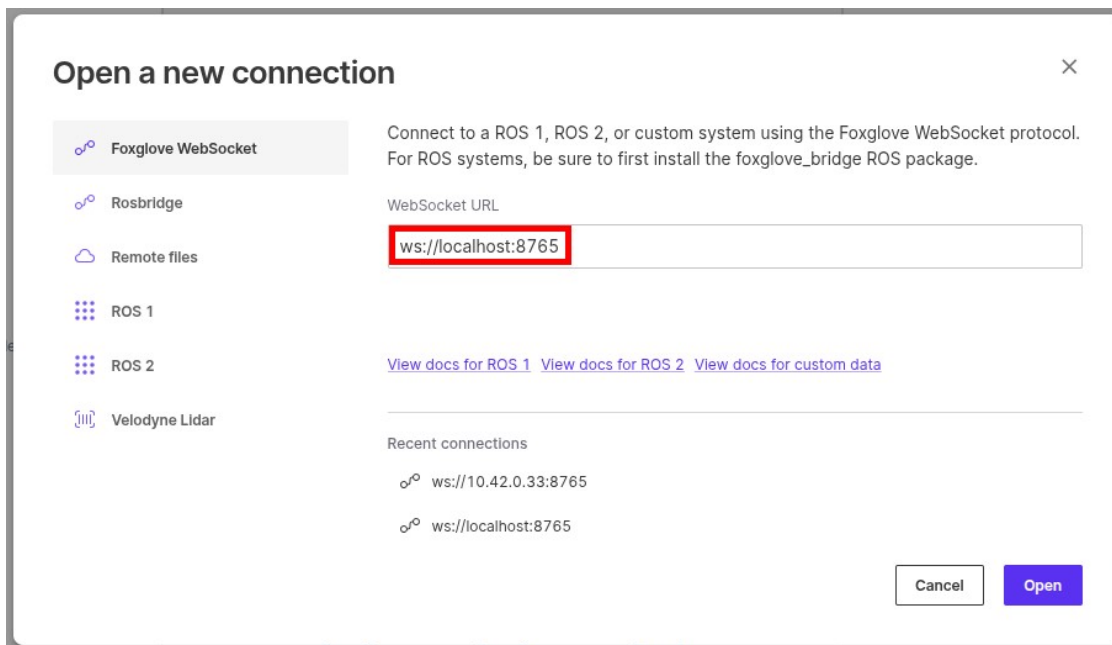 Open a new connection
Foxglove WebSocket
Rosbridge
Remote files
ROS 1
ROS 2
Velodyne Lidar
Connect to a ROS 1, ROS 2, or custom system using the Foxglove WebSocket protocol.
For ROS systems, be sure to first install the foxglove_bridge ROS package.
WebSocket URL
ws://localhost:8765
View docs for ROS 1 View docs for ROS 2 View docs for custom data
Recent connections
ws://10.42.0.33:8765
ws://localhost:8765
Cancel Open